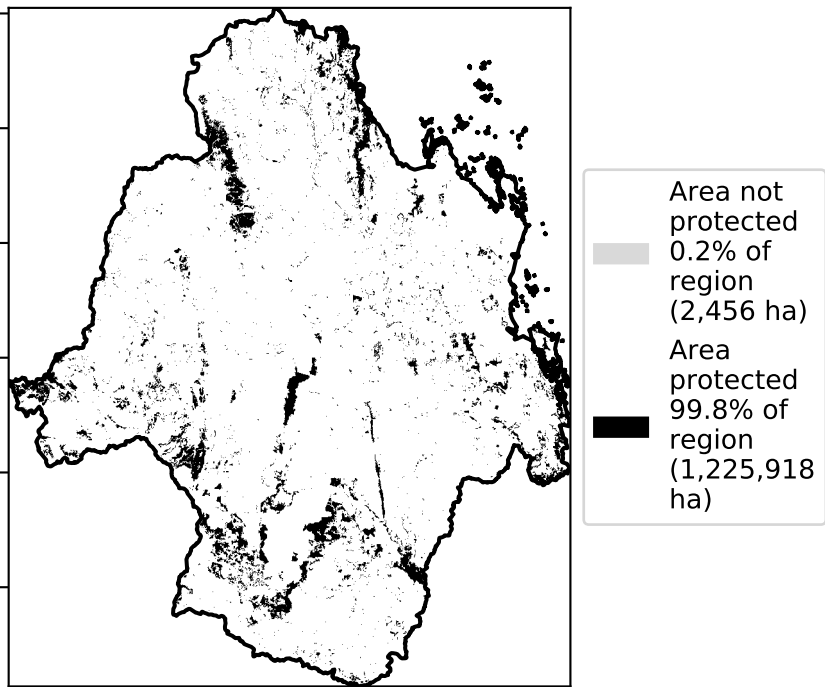 Area not
protected
0.2% of
region
(2,456 ha)
Area
protected
99.8% of
region
(1,225,918
ha)